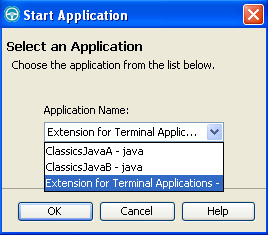 Start Application
Select an Application
Choose the application from the list below.
Application Name:
Extension for Terminal Applic...
ClassicsJavaA - java
ClassicsJavaB - java
Extension for Terminal Applications -
OK
Cancel
Help